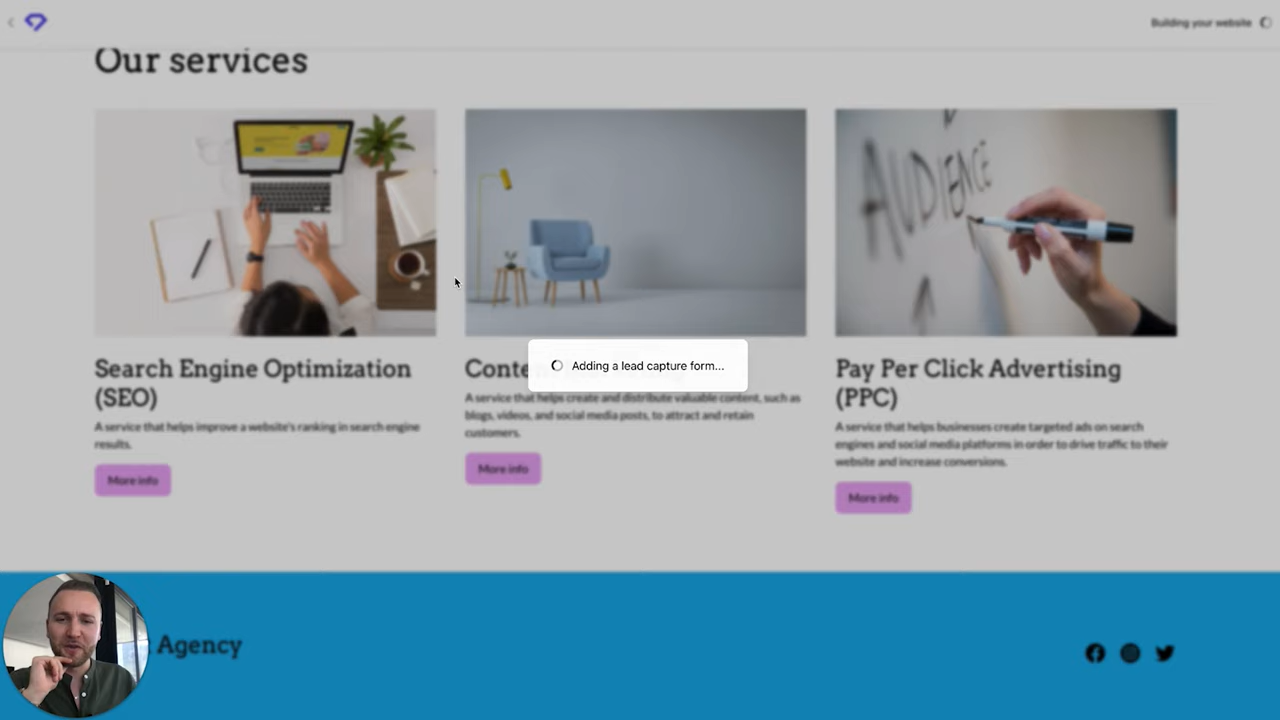 Building your website
Our services
AUDIENCE
Adding a lead capture form...
Search Engine Optimization
(SEO)
A service that helps improve a website's ranking in search engine
results.
More info
Conte
A service that helps create and distribute valuable content, such as
blogs, videos, and social media posts, to attract and retain
customers.
More info
Pay Per Click Advertising
(PPC)
A service that helps businesses create targeted ads on search
engines and social media platforms in order to drive traffic to their
website and increase conversions.
More info
Agency